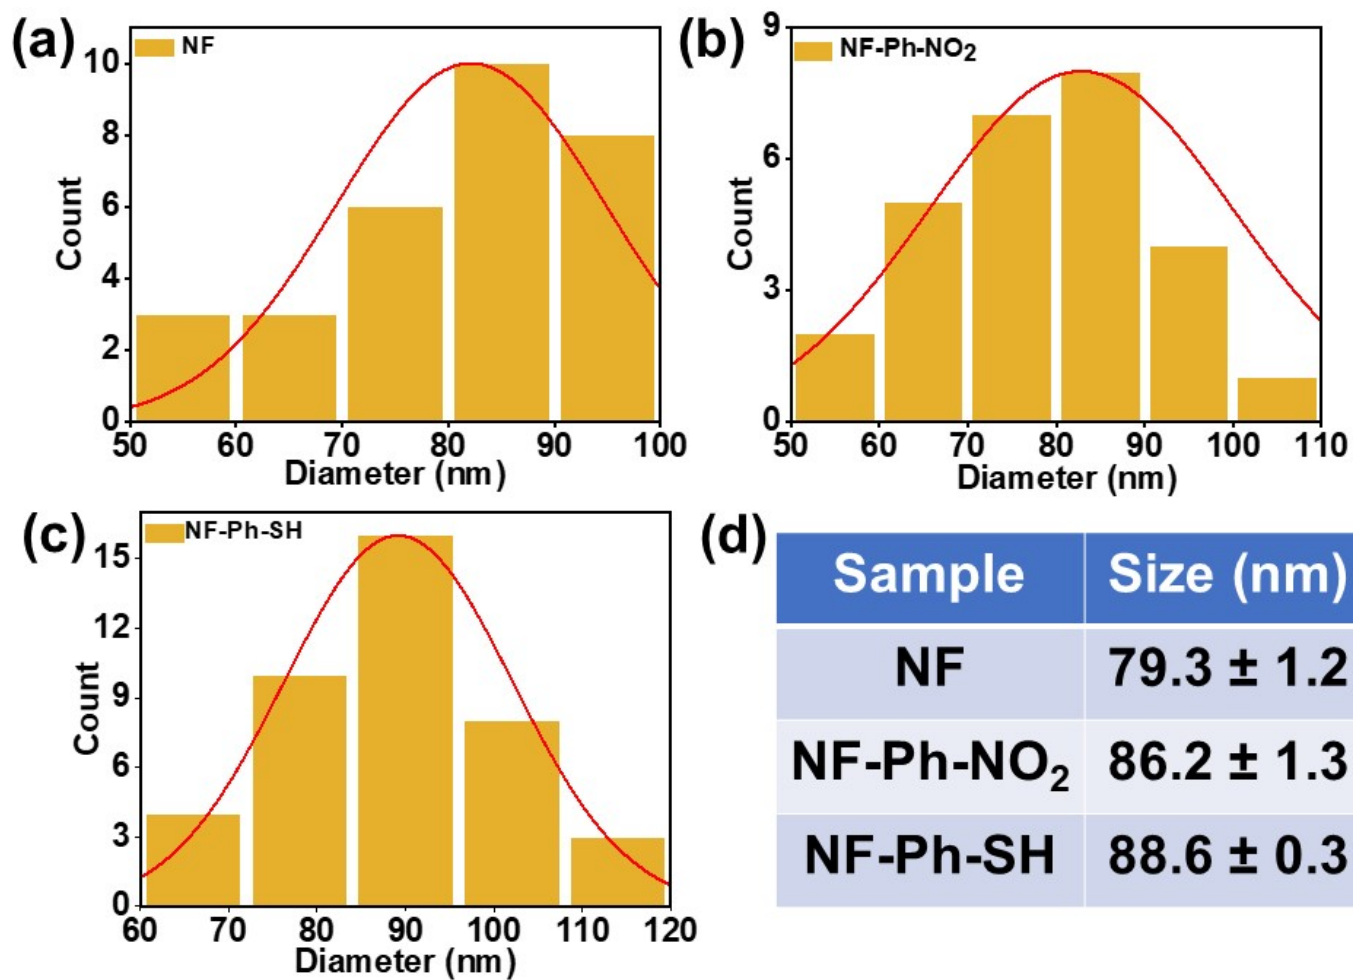 (a)
NF
10
8
6
4
2
0
Count
50 60 70 80 90 100
Diameter (nm)
(b)
NF-Ph-NO₂
9
6
3
0
Count
50 60 70 80 90 100 110
Diameter (nm)
(c)
NF-Ph-SH
15
12
9
6
3
0
Count
60 70 80 90 100 110 120
Diameter (nm)
(d)
Sample Size (nm)
NF 79.3 ± 1.2
NF-Ph-NO₂ 86.2 ± 1.3
NF-Ph-SH 88.6 ± 0.3